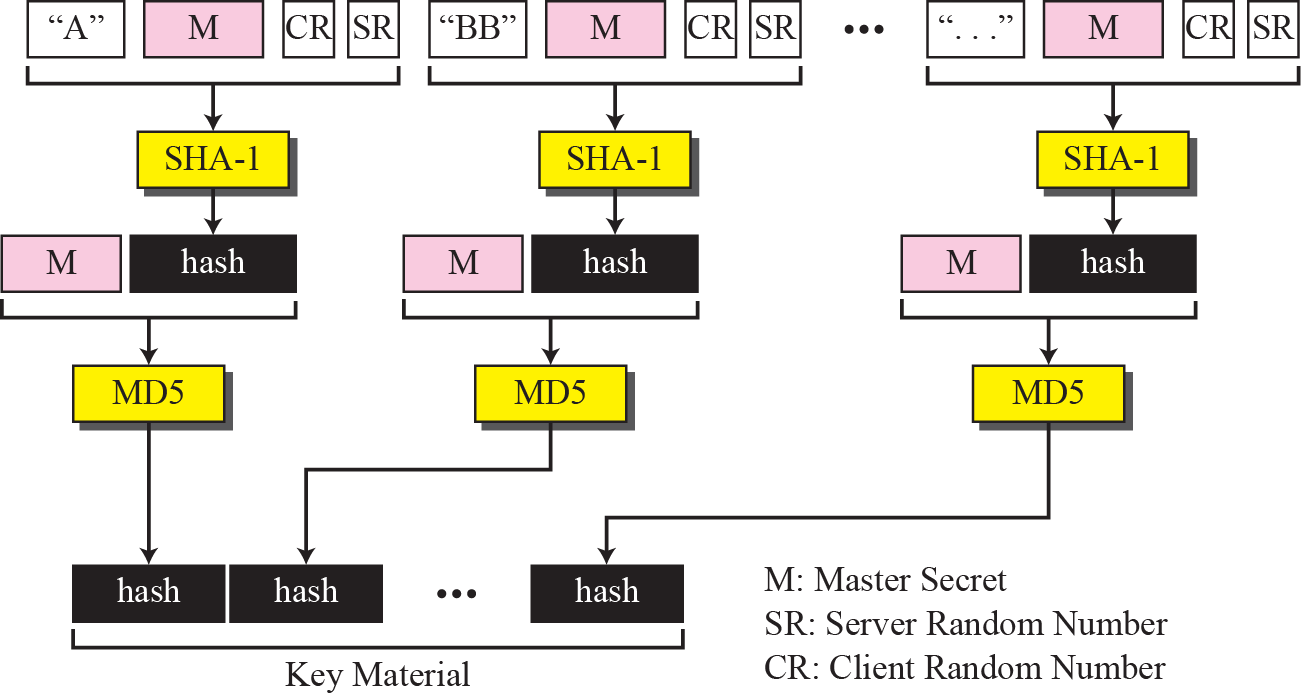 “A” M CR SR “BB” M CR SR ••• “. . .” M CR SR
SHA-1 SHA-1 SHA-1
M hash M hash M hash
MD5 MD5 MD5
hash hash ••• hash
Key Material
M: Master Secret
SR: Server Random Number
CR: Client Random Number